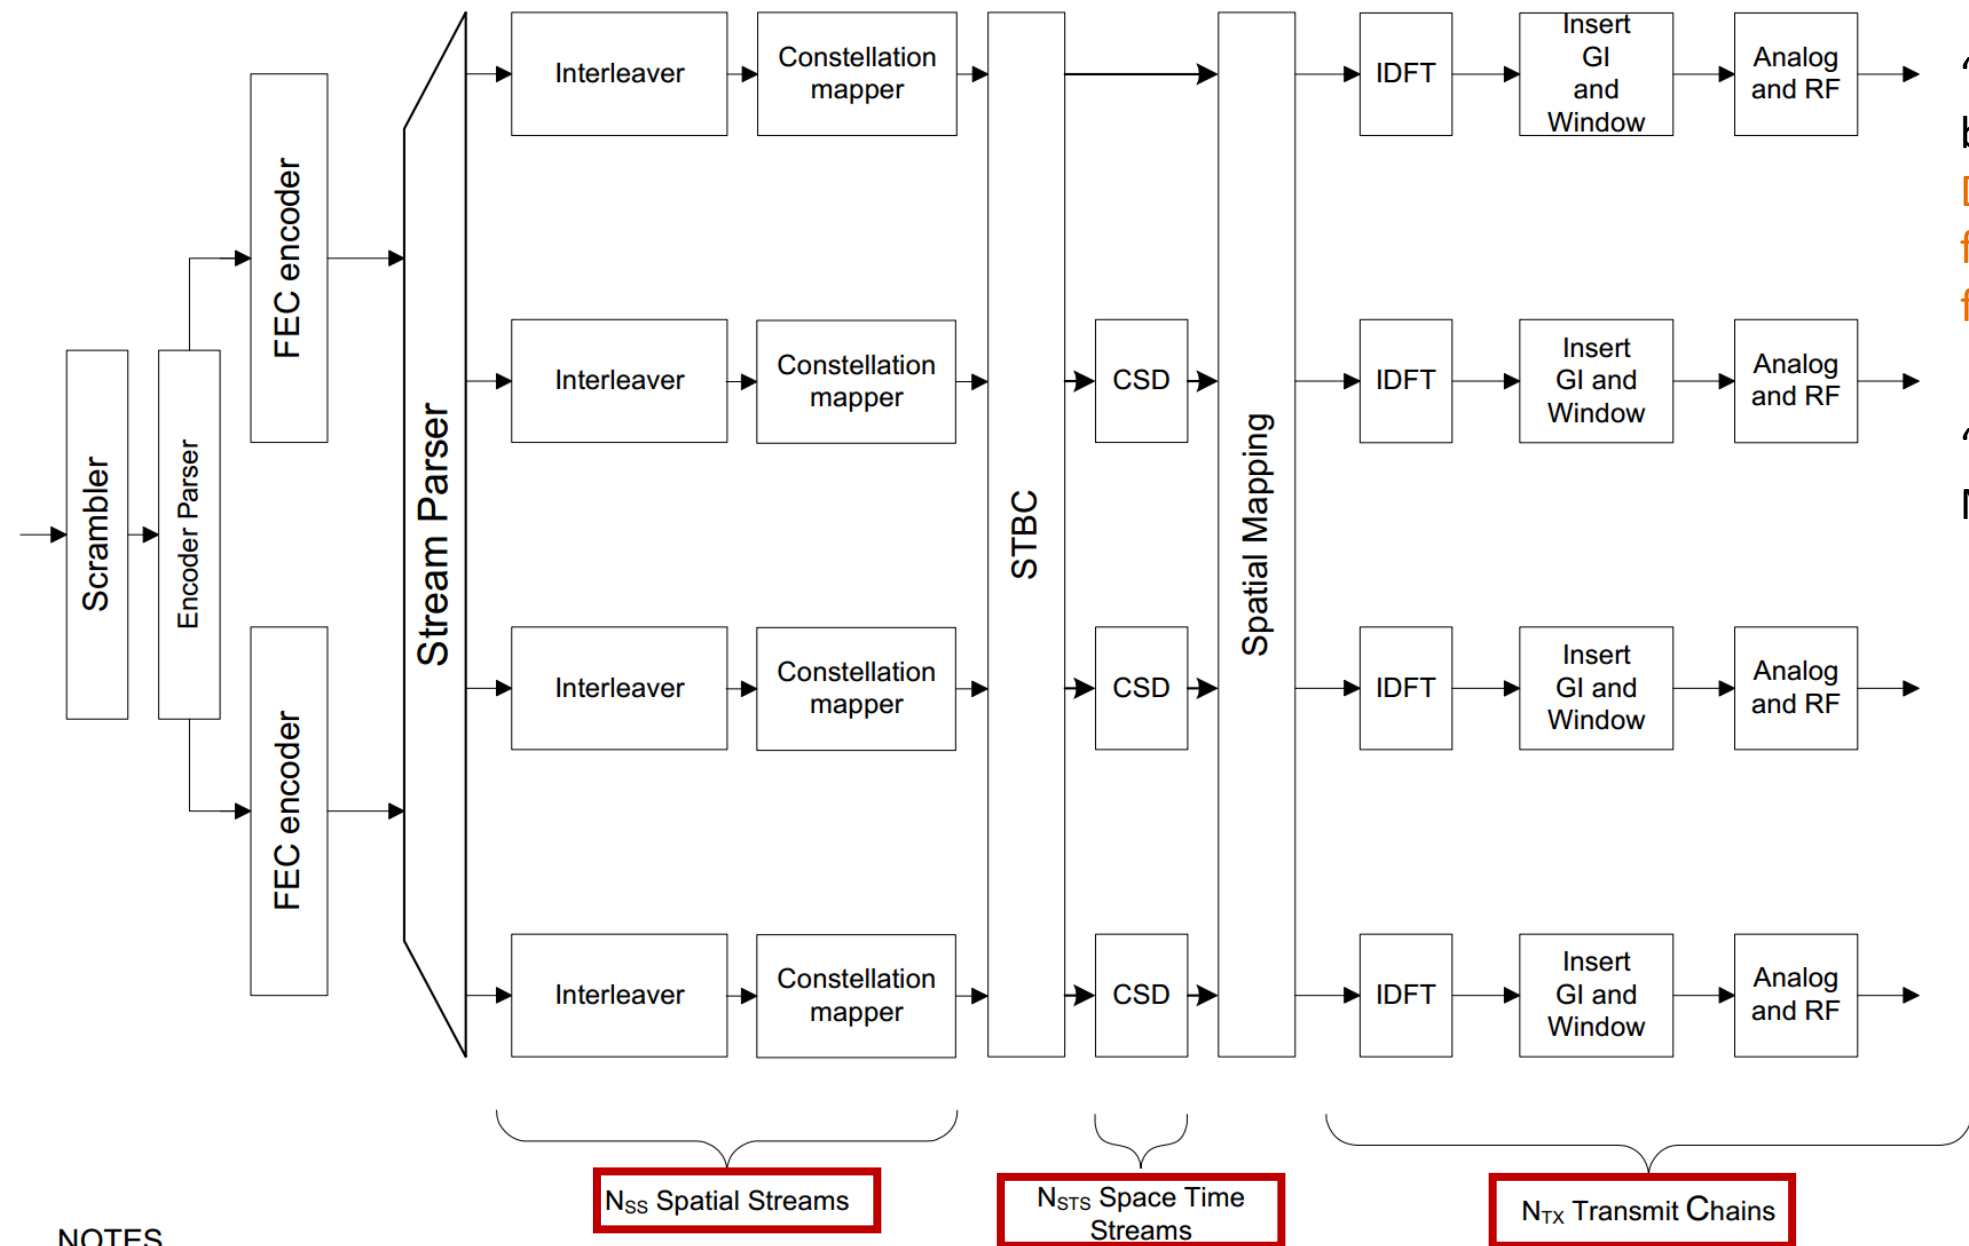 Scrambler
Encoder Parser
FEC encoder
FEC encoder
Stream Parser
Interleaver
Constellation
mapper
Interleaver
Constellation
mapper
Interleaver
Constellation
mapper
Interleaver
Constellation
mapper
STBC
CSD
CSD
CSD
Spatial Mapping
IDFT
Insert
GI
and
Window
Analog
and RF
IDFT
Insert
GI and
Window
Analog
and RF
IDFT
Insert
GI and
Window
Analog
and RF
IDFT
Insert
GI and
Window
Analog
and RF
NSS Spatial Streams
NSTS Space Time
Streams
NTX Transmit Chains
NOTES